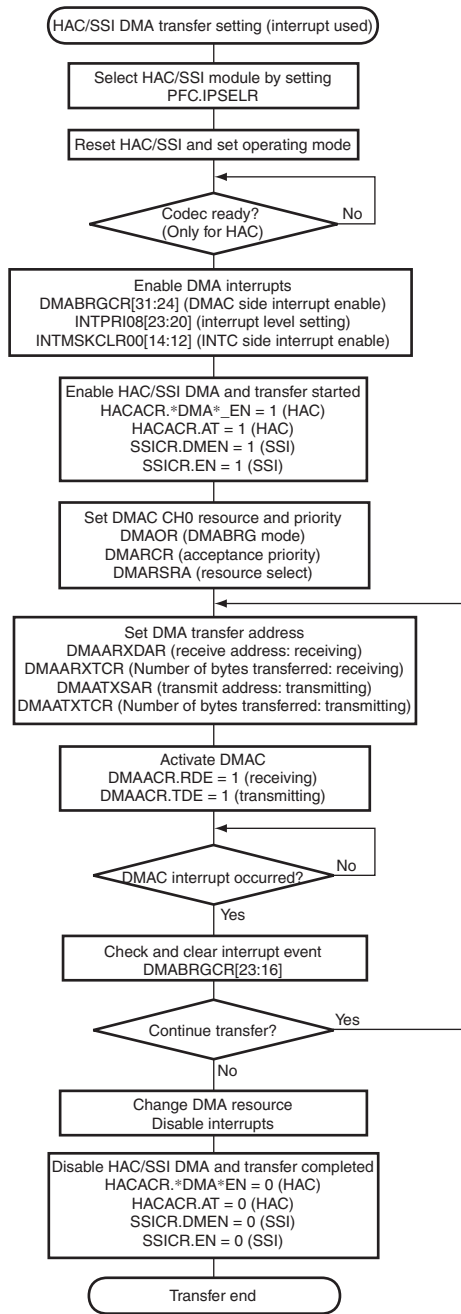 HAC/SSI DMA transfer setting (interrupt used)
Select HAC/SSI module by setting
PFC.IPSELR
Reset HAC/SSI and set operating mode
Codec ready?
(Only for HAC)
No
Enable DMA interrupts
DMABRGCR[31:24] (DMAC side interrupt enable)
INTPRI08[23:20] (interrupt level setting)
INTMSKCLR00[14:12] (INTC side interrupt enable)
Enable HAC/SSI DMA and transfer started
HACACR.*DMA*_EN = 1 (HAC)
HACACR.AT = 1 (HAC)
SSICR.DMEN = 1 (SSI)
SSICR.EN = 1 (SSI)
Set DMAC CH0 resource and priority
DMAOR (DMABRG mode)
DMARCR (acceptance priority)
DMARSRA (resource select)
Set DMA transfer address
DMAARXDAR (receive address: receiving)
DMAARXTCR (Number of bytes transferred: receiving)
DMAATXSAR (transmit address: transmitting)
DMAATXTCR (Number of bytes transferred: transmitting)
Activate DMAC
DMAACR.RDE = 1 (receiving)
DMAACR.TDE = 1 (transmitting)
DMAC interrupt occurred?
No
Yes
Check and clear interrupt event
DMABRGCR[23:16]
Continue transfer?
Yes
No
Change DMA resource
Disable interrupts
Disable HAC/SSI DMA and transfer completed
HACACR.*DMA*EN = 0 (HAC)
HACACR.AT = 0 (HAC)
SSICR.DMEN = 0 (SSI)
SSICR.EN = 0 (SSI)
Transfer end